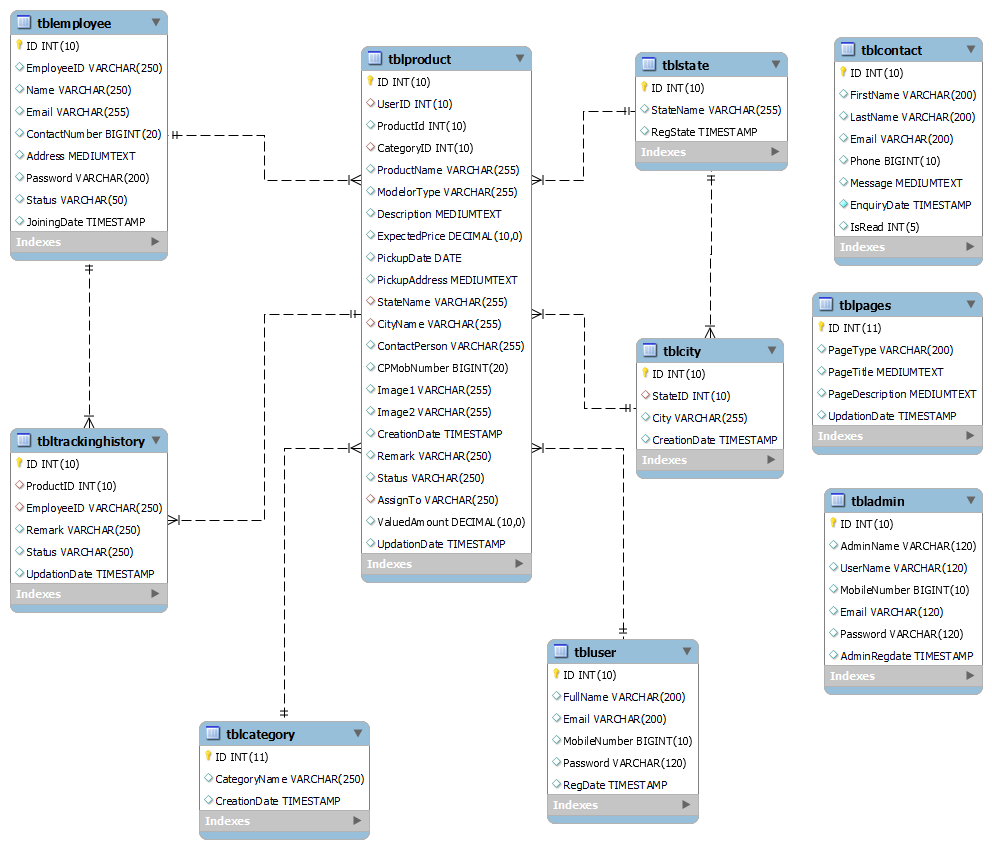 tblemployee
ID INT(10)
EmployeeID VARCHAR(250)
Name VARCHAR(250)
Email VARCHAR(255)
ContactNumber BIGINT(20)
Address MEDIUMTEXT
Password VARCHAR(200)
Status VARCHAR(50)
JoiningDate TIMESTAMP
Indexes
tblproduct
ID INT(10)
UserID INT(10)
ProductId INT(10)
CategoryID INT(10)
ProductName VARCHAR(255)
ModelorType VARCHAR(255)
Description MEDIUMTEXT
ExpectedPrice DECIMAL(10,0)
PickupDate DATE
PickupAddress MEDIUMTEXT
StateName VARCHAR(255)
CityName VARCHAR(255)
ContactPerson VARCHAR(255)
CPMobNumber BIGINT(20)
Image1 VARCHAR(255)
Image2 VARCHAR(255)
CreationDate TIMESTAMP
Remark VARCHAR(250)
Status VARCHAR(250)
AssignTo VARCHAR(250)
ValuedAmount DECIMAL(10,0)
UpdationDate TIMESTAMP
Indexes
tblstate
ID INT(10)
StateName VARCHAR(255)
RegState TIMESTAMP
Indexes
tblcontact
ID INT(10)
FirstName VARCHAR(200)
LastName VARCHAR(200)
Email VARCHAR(200)
Phone BIGINT(10)
Message MEDIUMTEXT
EnquiryDate TIMESTAMP
IsRead INT(5)
Indexes
tblpages
ID INT(11)
PageType VARCHAR(200)
PageTitle MEDIUMTEXT
PageDescription MEDIUMTEXT
UpdationDate TIMESTAMP
Indexes
tblcity
ID INT(10)
StateID INT(10)
City VARCHAR(255)
CreationDate TIMESTAMP
Indexes
tbltrackinghistory
ID INT(10)
ProductID INT(10)
EmployeeID VARCHAR(250)
Remark VARCHAR(250)
Status VARCHAR(250)
UpdationDate TIMESTAMP
Indexes
tbladmin
ID INT(10)
AdminName VARCHAR(120)
UserName VARCHAR(120)
MobileNumber BIGINT(10)
Email VARCHAR(120)
Password VARCHAR(120)
AdminRegdate TIMESTAMP
Indexes
tbluser
ID INT(10)
FullName VARCHAR(200)
Email VARCHAR(200)
MobileNumber BIGINT(10)
Password VARCHAR(120)
RegDate TIMESTAMP
Indexes
tblcategory
ID INT(11)
CategoryName VARCHAR(250)
CreationDate TIMESTAMP
Indexes